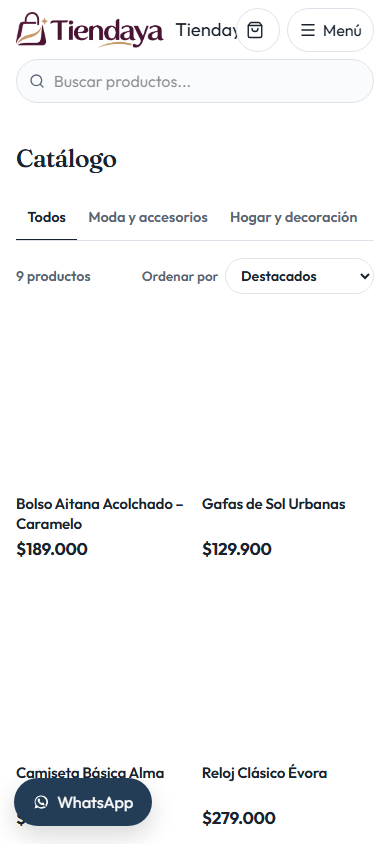 Tiendaya
Menú
Buscar productos...
Catálogo
Todos
Moda y accesorios
Hogar y decoración
9 productos
Ordenar por
Destacados
Bolso Aitana Acolchado –
Caramelo
$189.000
Gafas de Sol Urbanas
$129.900
Camiseta Básica Alma
Reloj Clásico Évora
$279.000
WhatsApp